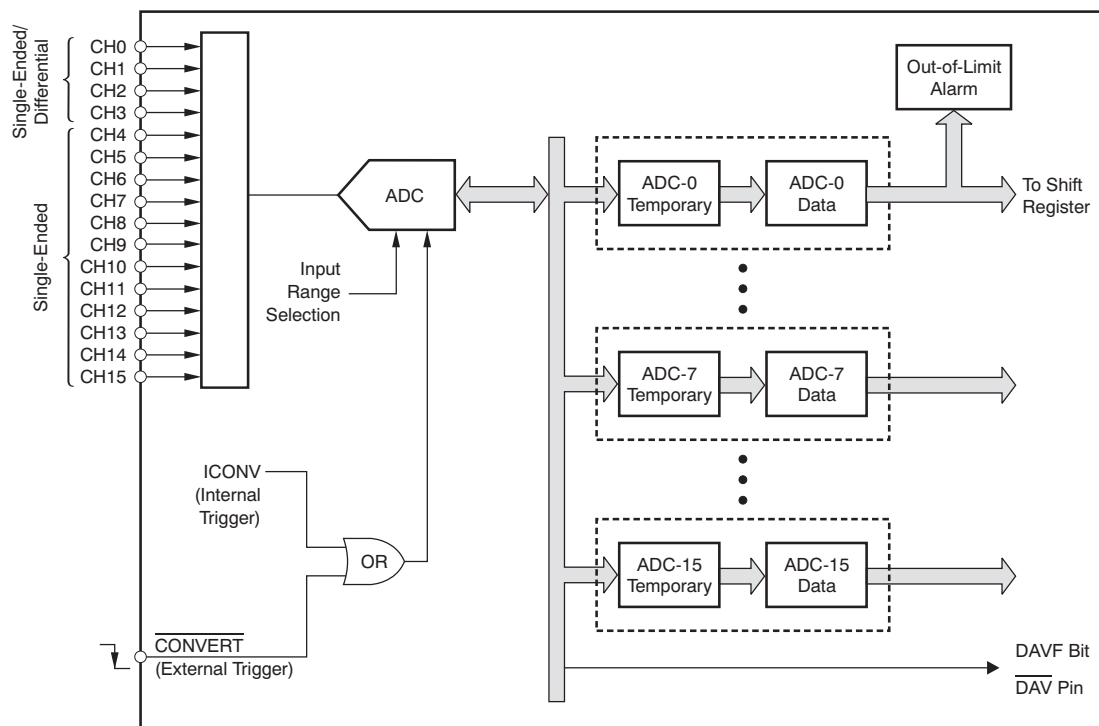 Single-Ended/
Differential
Single-Ended
CH0
CH1
CH2
CH3
CH4
CH5
CH6
CH7
CH8
CH9
CH10
CH11
CH12
CH13
CH14
CH15
ADC
Input
Range
Selection
ICONV
(Internal
Trigger)
OR
CONVERT
(External Trigger)
Out-of-Limit
Alarm
ADC-0
Temporary
ADC-0
Data
To Shift
Register
ADC-7
Temporary
ADC-7
Data
ADC-15
Temporary
ADC-15
Data
DAVF Bit
DAV Pin